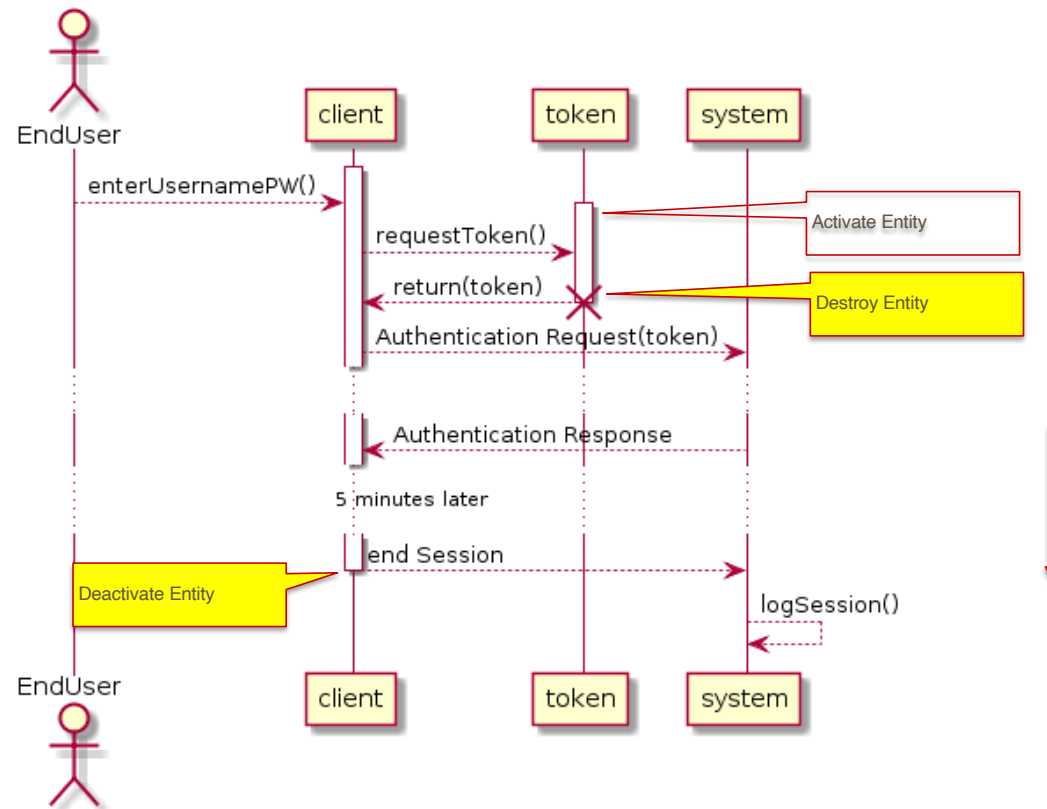 EndUser
client
token
system
enterUsernamePW()
Activate Entity
requestToken()
return(token)
Destroy Entity
Authentication Request(token)
Authentication Response
5 minutes later
end Session
Deactivate Entity
logSession()
EndUser
client
token
system